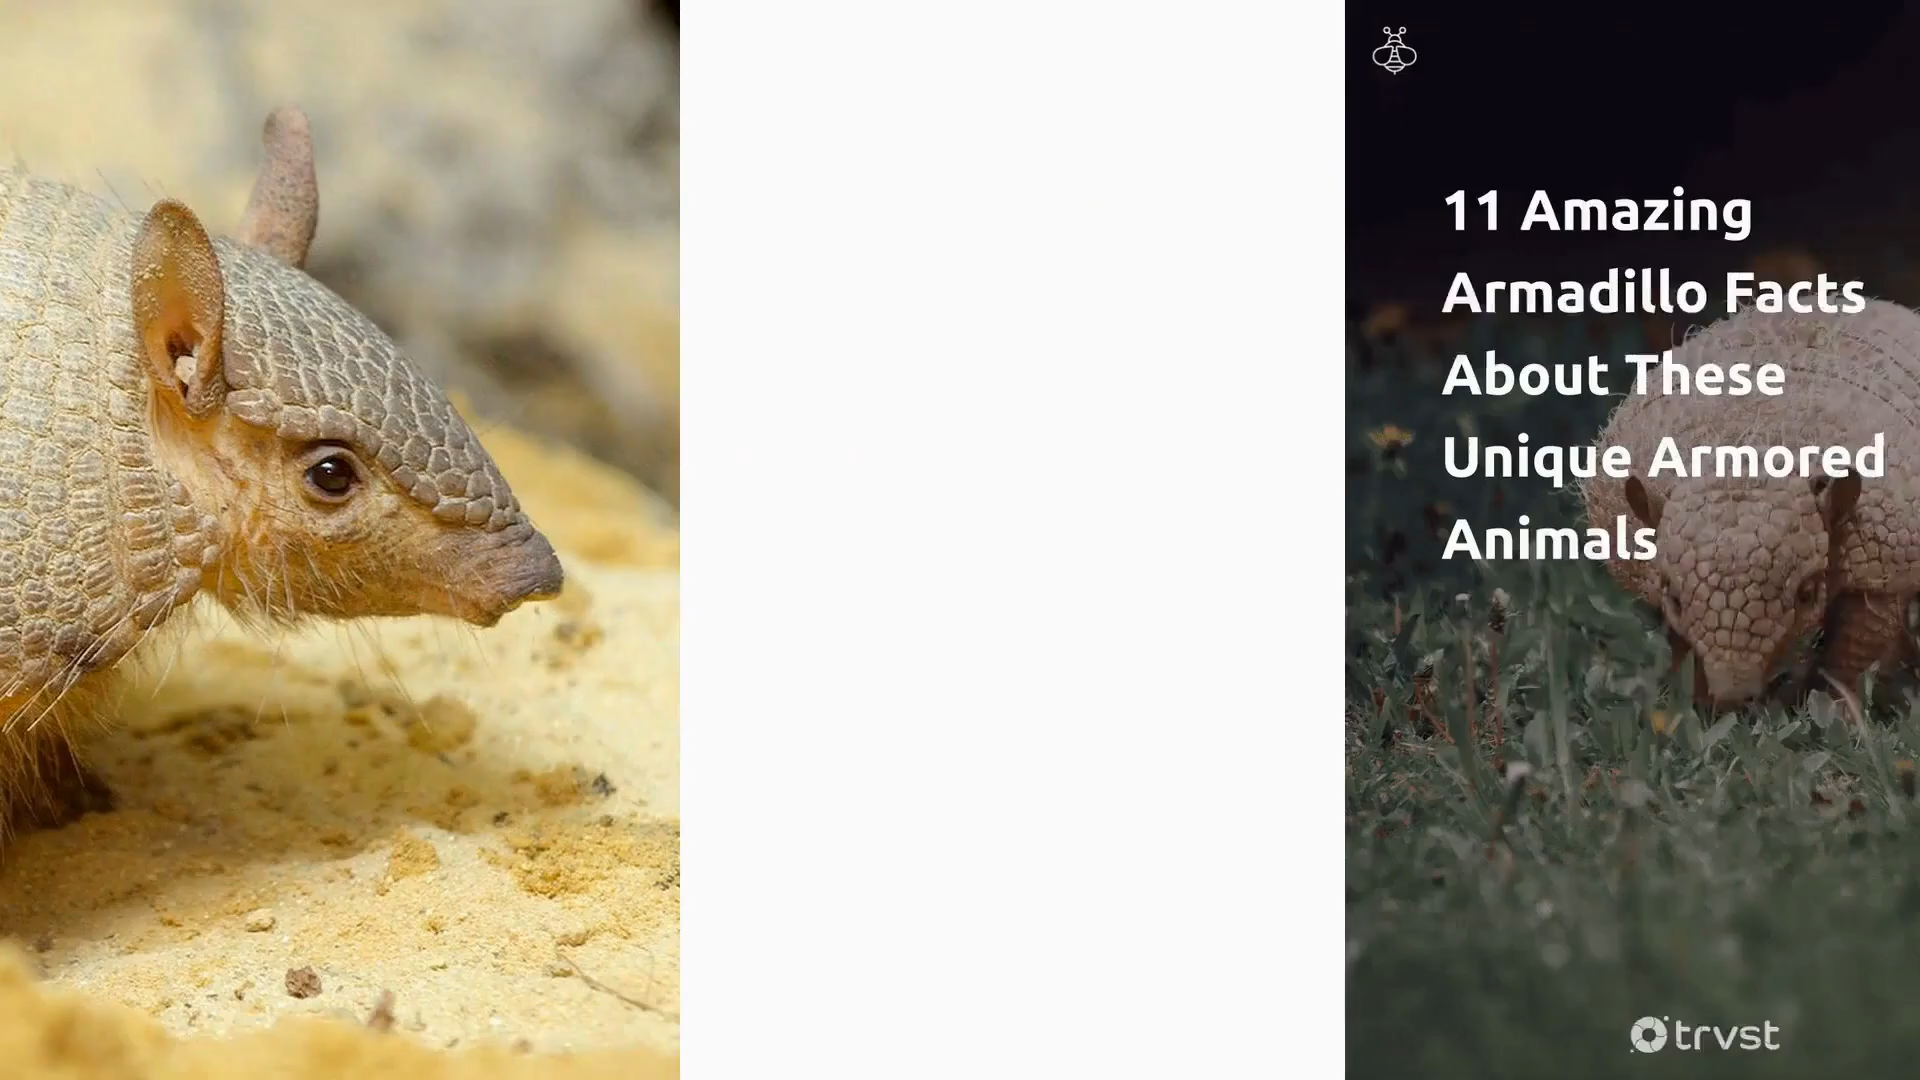 11 Amazing
Armadillo Facts
About These
Unique Armored
Animals
trvst